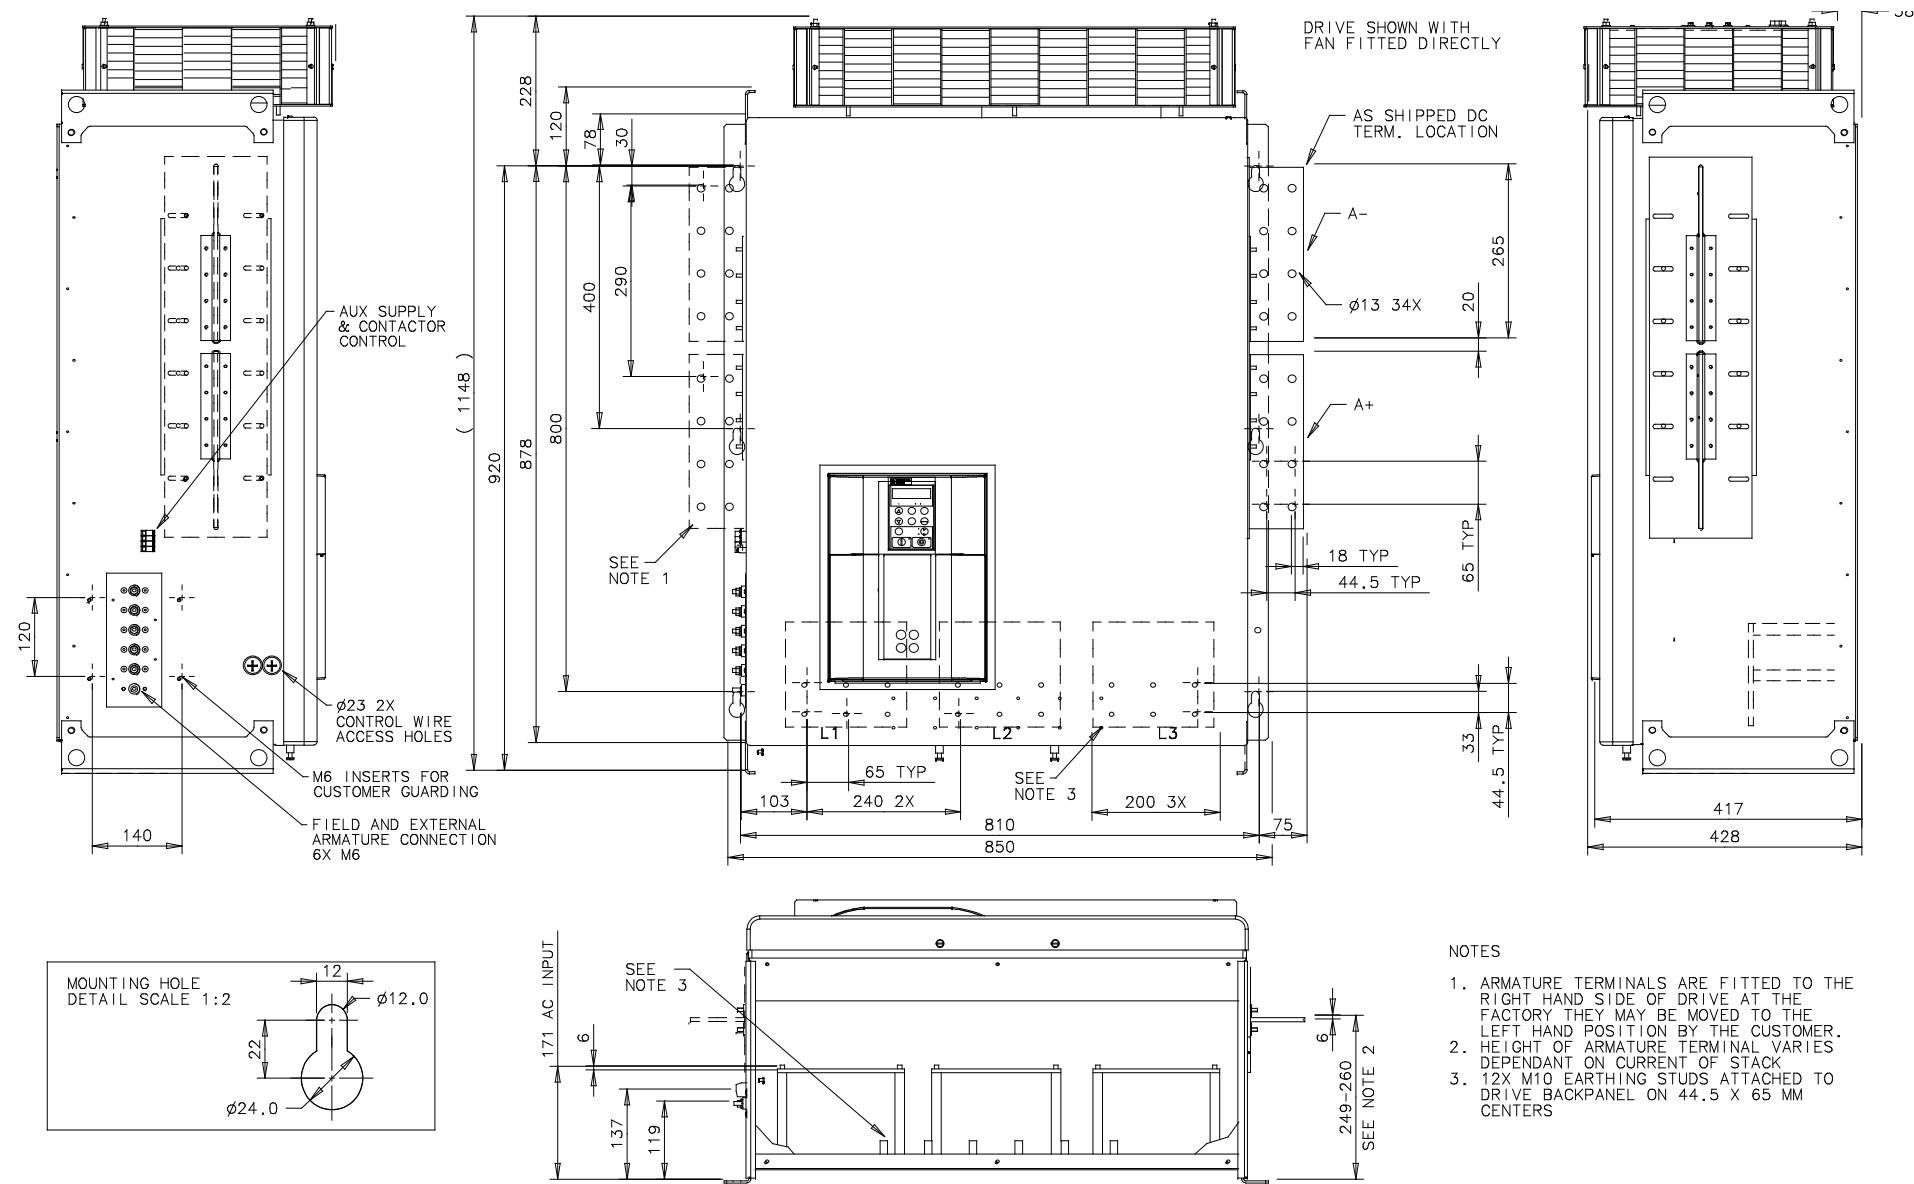 DRIVE SHOWN WITH
FAN FITTED DIRECTLY
38
228
120
78
30
AS SHIPPED DC
TERM. LOCATION
A-
265
290
400
Ø13 34X
20
AUX SUPPLY
& CONTACTOR
CONTROL
( 1148 )
A+
800
878
920
65 TYP
SEE
NOTE 1
18 TYP
44.5 TYP
120
Ø23 2X
CONTROL WIRE
ACCESS HOLES
L1
L2
L3
33
44.5 TYP
M6 INSERTS FOR
CUSTOMER GUARDING
65 TYP
SEE
NOTE 3
103
240 2X
200 3X
417
FIELD AND EXTERNAL
ARMATURE CONNECTION
6X M6
140
810
75
428
850
MOUNTING HOLE
DETAIL SCALE 1:2
12
Ø12.0
22
Ø24.0
171 AC INPUT
SEE
NOTE 3
6
137
119
6
249-260
SEE NOTE 2
NOTES
1. ARMATURE TERMINALS ARE FITTED TO THE
RIGHT HAND SIDE OF DRIVE AT THE
FACTORY THEY MAY BE MOVED TO THE
LEFT HAND POSITION BY THE CUSTOMER.
2. HEIGHT OF ARMATURE TERMINAL VARIES
DEPENDANT ON CURRENT OF STACK
3. 12X M10 EARTHING STUDS ATTACHED TO
DRIVE BACKPANEL ON 44.5 X 65 MM
CENTERS